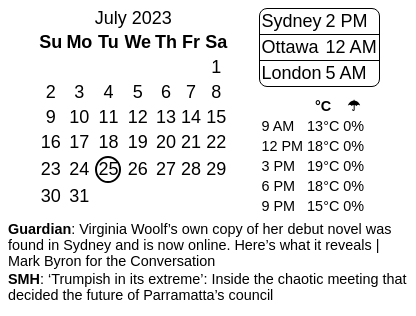 July 2023
Su Mo Tu We Th Fr Sa
1
2 3 4 5 6 7 8
9 10 11 12 13 14 15
16 17 18 19 20 21 22
23 24 25 26 27 28 29
30 31
Sydney 2 PM
Ottawa 12 AM
London 5 AM
°C ☂
9 AM 13°C 0%
12 PM 18°C 0%
3 PM 19°C 0%
6 PM 18°C 0%
9 PM 15°C 0%
Guardian: Virginia Woolf’s own copy of her debut novel was
found in Sydney and is now online. Here’s what it reveals |
Mark Byron for the Conversation
SMH: ‘Trumpish in its extreme’: Inside the chaotic meeting that
decided the future of Parramatta’s council